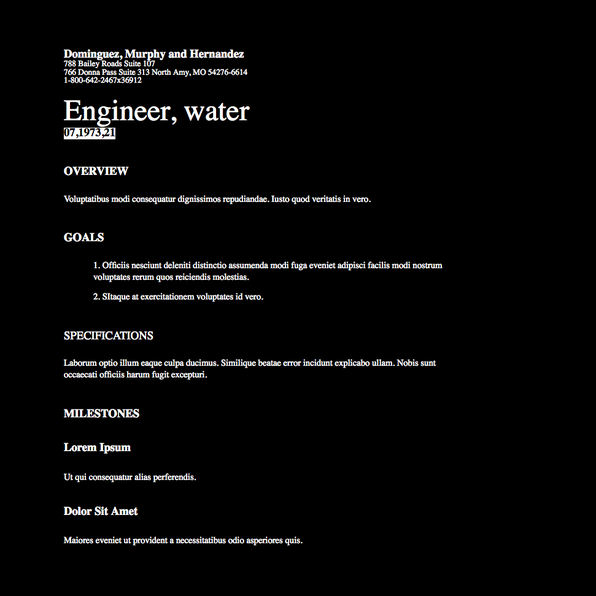 Dominguez, Murphy and Hernandez
788 Bailey Roads Suite 107
766 Donna Pass Suite 313 North Amy, MO 54276-6614
1-800-642-2467x36912
Engineer, water
07,1973,21
OVERVIEW
Voluptatibus modi consequatur dignissimos repudiandae. Iusto quod veritatis in vero.
GOALS
1. Officiis nesciunt deleniti distinctio assumenda modi fuga eveniet adipisci facilis modi nostrum
voluptates rerum quos reiciendis molestias.
2. SItaque at exercitationem voluptates id vero.
SPECIFICATIONS
Laborum optio illum eaque culpa ducimus. Similique beatae error incidunt explicabo ullam. Nobis sunt
occaecati officiis harum fugit excepturi.
MILESTONES
Lorem Ipsum
Ut qui consequatur alias perferendis.
Dolor Sit Amet
Maiores eveniet ut provident a necessitatibus odio asperiores quis.